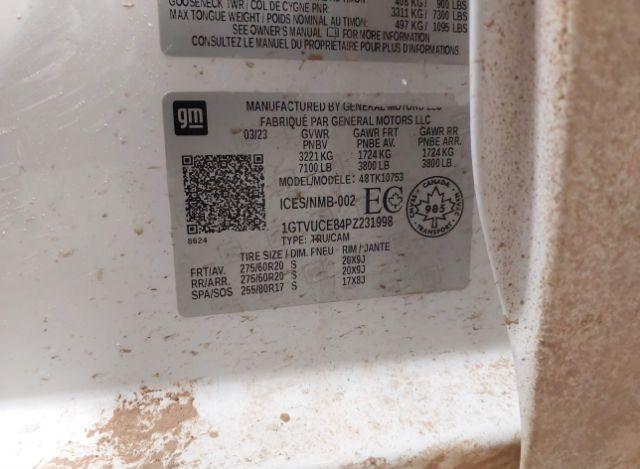 GOOSENECK TWR / COL DE CYGNE PNR: 408 KG / 900 LBS
3311 KG / 7300 LBS
MAX TONGUE WEIGHT / POIDS NOMINAL AU TIMON: 497 KG / 1095 LBS
SEE OWNER'S MANUAL FOR MORE INFORMATION
CONSULTEZ LE MANUEL DU PROPRIÉTAIRE POUR PLUS D'INFORMATIONS
gm
MANUFACTURED BY GENERAL MOTORS LLC
FABRIQUÉ PAR GENERAL MOTORS LLC
03/23 GVWR GAWR FRT GAWR RR
PNBV PNBE AV. PNBE ARR.
3221 KG 1724 KG 1724 KG
7100 LB 3800 LB 3800 LB
MODEL/MODÈLE: 48TK10753
ICES/NMB-002 EC
CANADA
985
1GTVUCE84PZ231998
8624
TYPE: TRU/CAM
TIRE SIZE / DIM. PNEU RIM / JANTE
FRT/AV. 275/60R20 S 20X9J
RR/ARR. 275/60R20 S 20X9J
SPA/SOS 255/80R17 S 17X8J